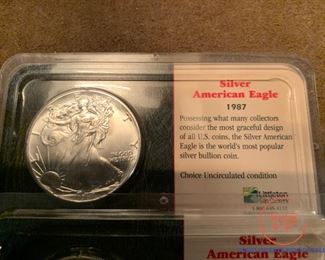 Silver
American Eagle
1987
Possessing what many collectors
consider the most graceful design
of all U.S. coins, the Silver American
Eagle is the world's most popular
silver bullion coin.
Choice Uncirculated condition
Littleton
Silver
American Eagle